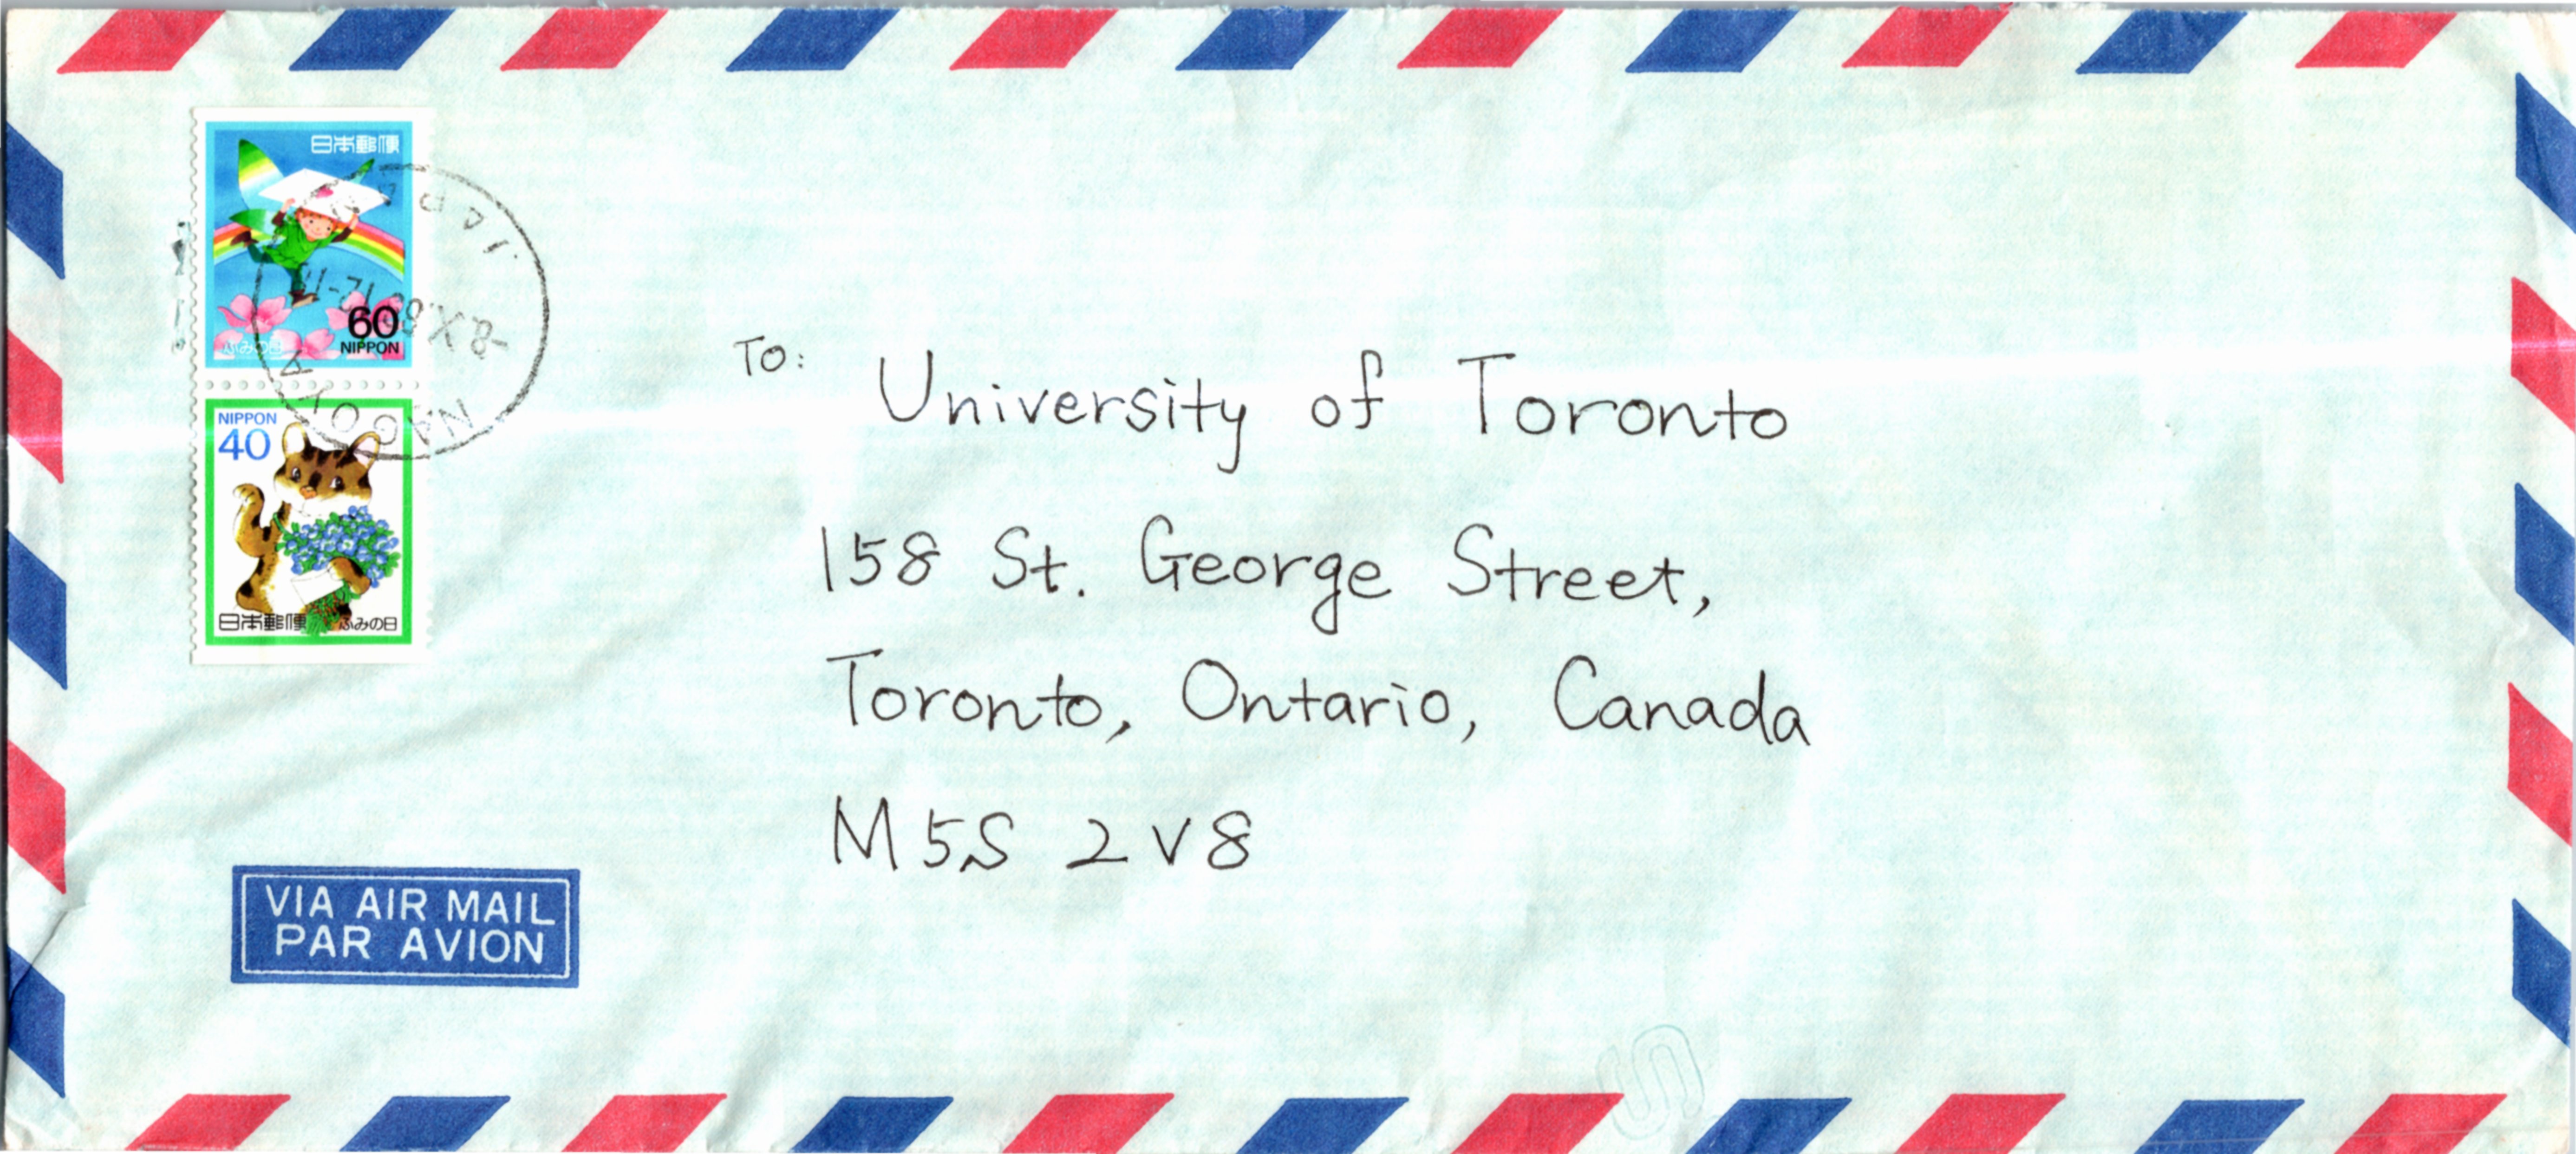 日本郵便
60
NIPPON
ふみの日
NIPPON
40
日本郵便 ふみの日
NAGOYA
TO: University of Toronto
158 St. George Street,
Toronto, Ontario, Canada
M5S 2V8
VIA AIR MAIL
PAR AVION